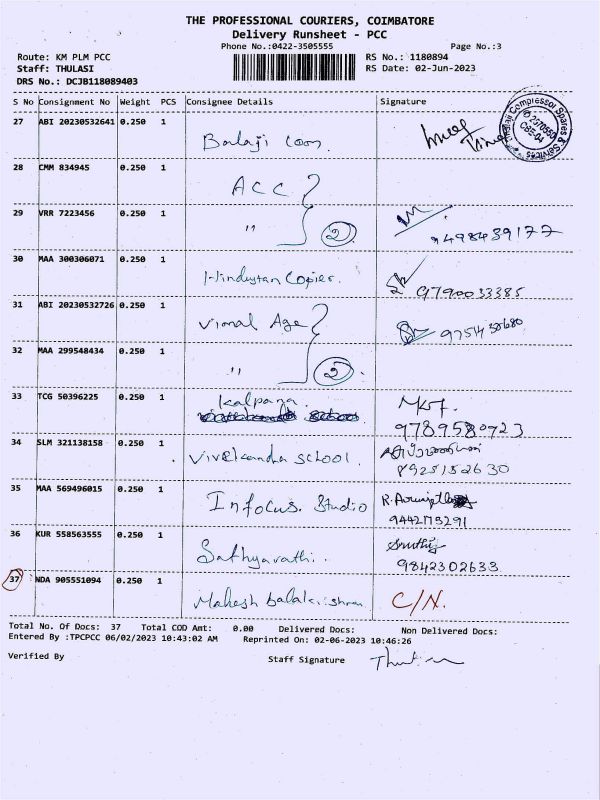 THE PROFESSIONAL COURIERS, COIMBATORE
Delivery Runsheet - PCC
Phone No.:0422-3505555 Page No.:3
Route: KM PLM PCC RS No.: 1180894
Staff: THULASI RS Date: 02-Jun-2023
DRS No.: DCJB118089403
S No Consignment No Weight PCS Consignee Details Signature
27 ABI 20230532641 0.250 1
Balaji Coon
28 CMM 834945 0.250 1
ACC
29 VRR 7223456 0.250 1
" 2 9498439177
30 MAA 300306071 0.250 1
Hindustan Copier. 9790033385
31 ABI 20230532726 0.250 1
Vimal Age 9751430680
32 MAA 299548434 0.250 1
" 2
33 TCG 50396225 0.250 1
Kalpana
9789580723
34 SLM 321138158 0.250 1
Vivekandha SCHOOL. 8925152630
35 MAA 569496015 0.250 1
Infocus Studio
9442173291
36 KUR 558563555 0.250 1
Sathyavathi.. 9842302633
37 NDA 905551094 0.250 1
Mahesh balakrishnan C/N.
Total No. Of Docs: 37 Total COD Amt: 0.00 Delivered Docs: Non Delivered Docs:
Entered By :TPCPCC 06/02/2023 10:43:02 AM Reprinted On: 02-06-2023 10:46:26
Verified By Staff Signature